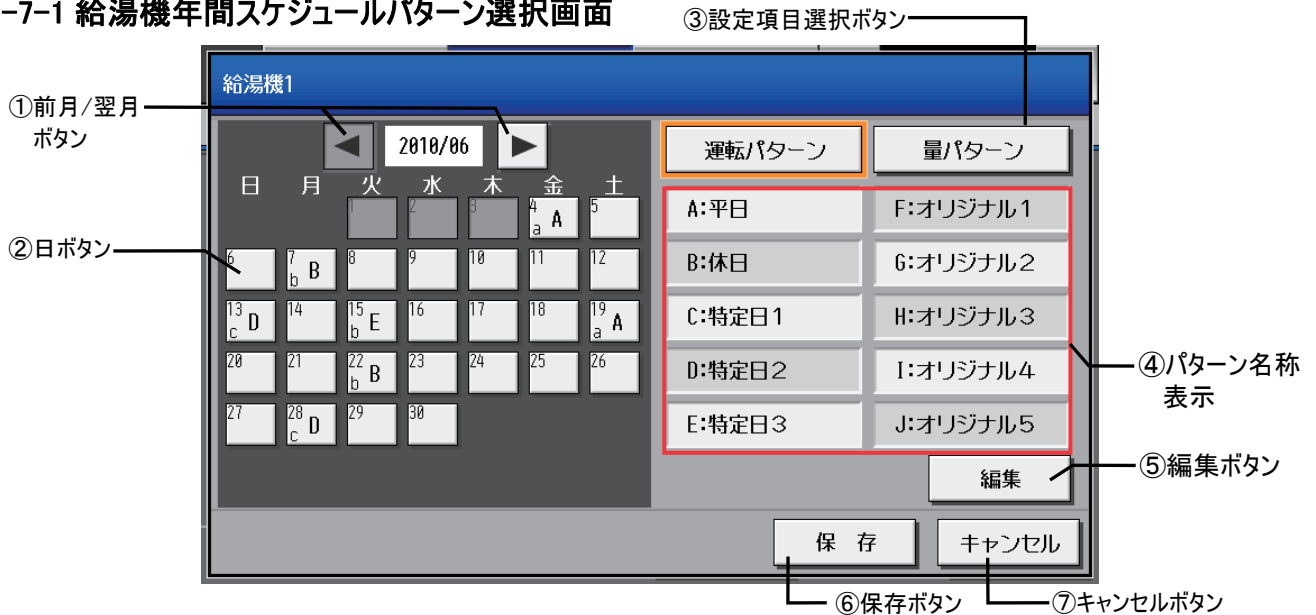 -7-1 給湯機年間スケジュールパターン選択画面
③設定項目選択ボタン
給湯機1
①前月/翌月
ボタン
◀ 2010/06 ▶
運転パターン 量パターン
日 月 火 水 木 金 土
1 2 3 4 a A 5
A:平日 F:オリジナル1
②日ボタン
6 7 b B 8 9 10 11 12
B:休日 G:オリジナル2
13 c D 14 15 b E 16 17 18 19 a A
C:特定日1 H:オリジナル3
20 21 22 b B 23 24 25 26
D:特定日2 I:オリジナル4
④パターン名称
表示
27 28 c D 29 30
E:特定日3 J:オリジナル5
編集
⑤編集ボタン
保 存 キャンセル
⑥保存ボタン ⑦キャンセルボタン